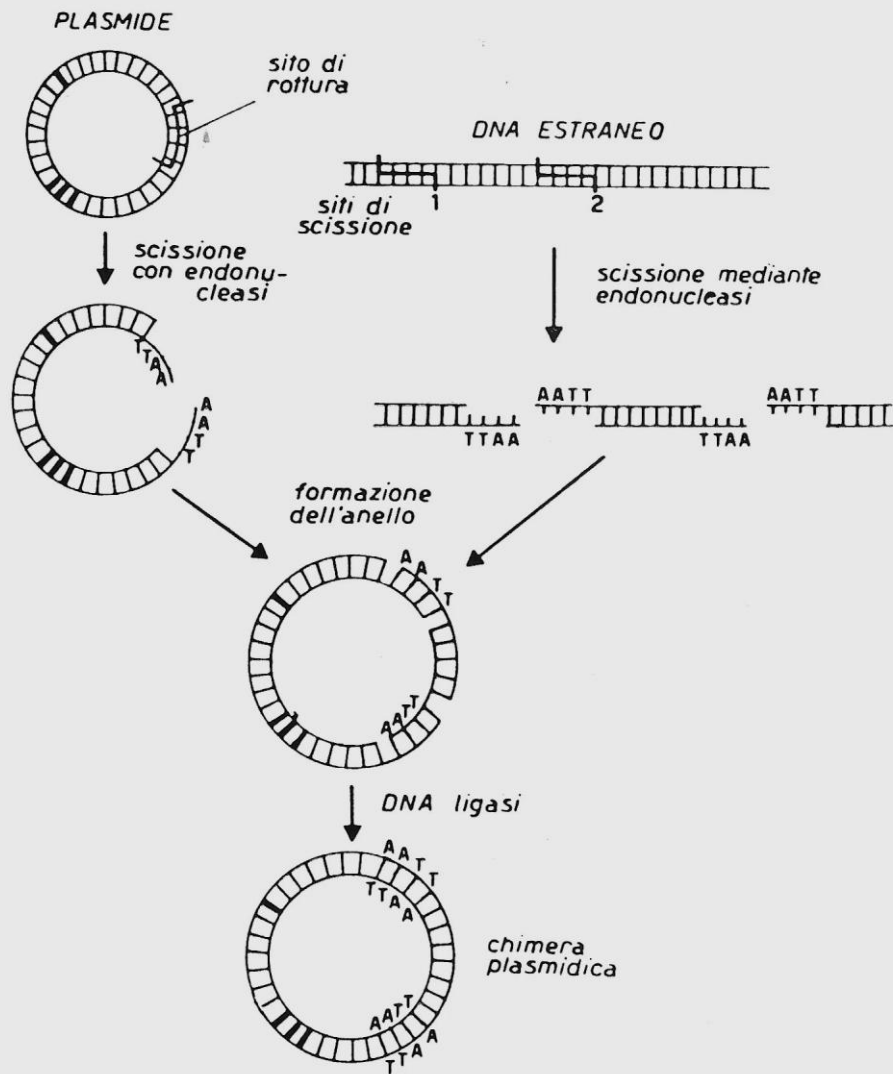 PLASMIDE
sito di
rottura
DNA ESTRANEO
siti di
scissione
1
2
scissione
con endonu-
cleasi
scissione mediante
endonucleasi
TTAA
AATT
AATT
AATT
TTAA
TTAA
formazione
dell'anello
AATT
AATT
DNA ligasi
AATT
TTAA
chimera
plasmidica
AATT
TTAA